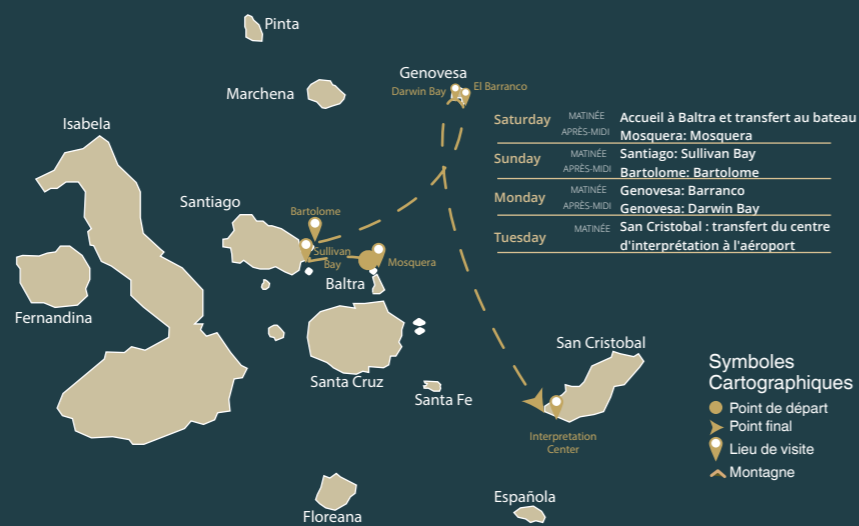 Pinta
Genovesa
Darwin Bay
El Barranco
Marchena
Isabela
Saturday MATINÉE Accueil à Baltra et transfert au bateau
APRÈS-MIDI Mosquera: Mosquera
Sunday MATINÉE Santiago: Sullivan Bay
APRÈS-MIDI Bartolome: Bartolome
Monday MATINÉE Genovesa: Barranco
APRÈS-MIDI Genovesa: Darwin Bay
Tuesday MATINÉE San Cristobal : transfert du centre
d'interprétation à l'aéroport
Santiago
Bartolome
Sullivan
Bay
Mosquera
Baltra
Fernandina
San Cristobal
Santa Cruz
Santa Fe
Interpretation
Center
Floreana
Española
Symboles
Cartographiques
Point de départ
Point final
Lieu de visite
Montagne